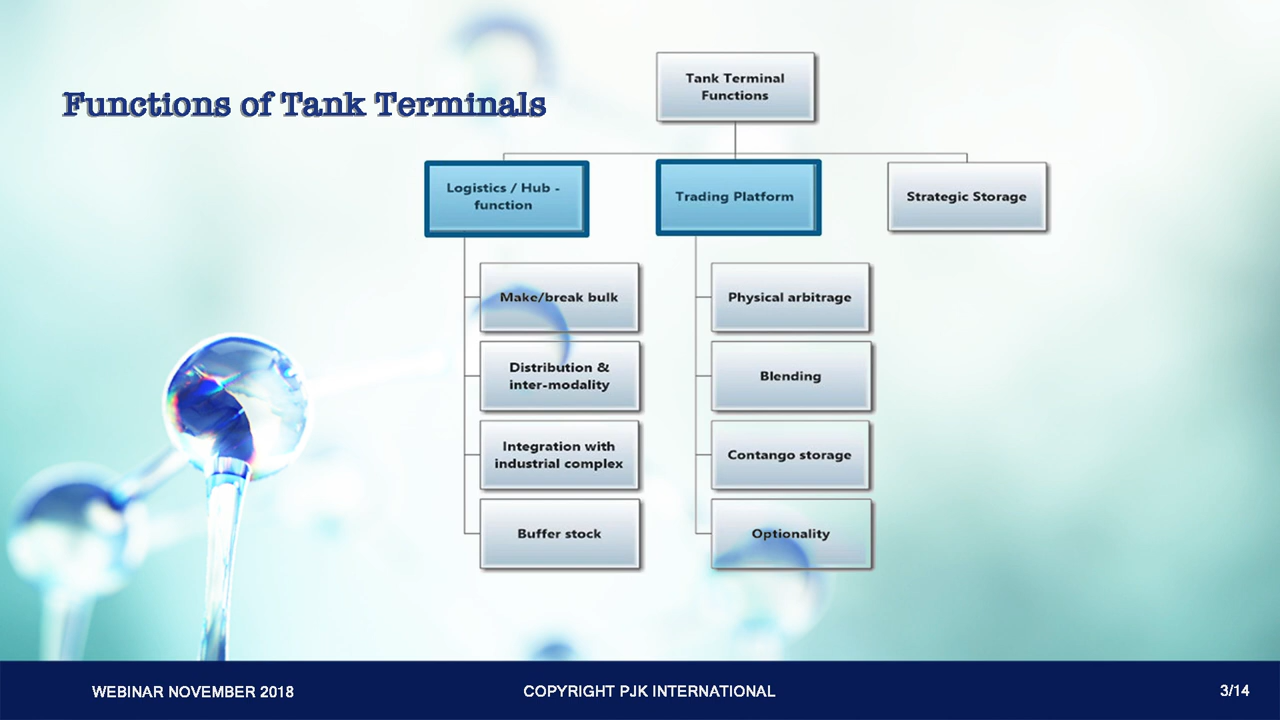 Functions of Tank Terminals
Tank Terminal
Functions
Logistics / Hub -
function
Trading Platform
Strategic Storage
Make/break bulk
Distribution &
inter-modality
Integration with
industrial complex
Buffer stock
Physical arbitrage
Blending
Contango storage
Optionality
WEBINAR NOVEMBER 2018
COPYRIGHT PJK INTERNATIONAL
3/14